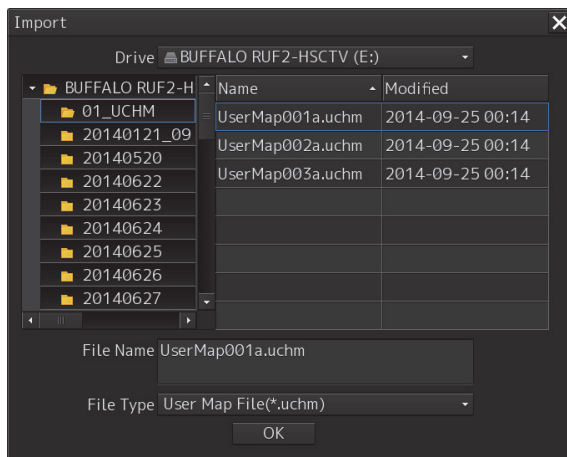 Import
Drive BUFFALO RUF2-HSCTV (E:)
BUFFALO RUF2-H
01_UCHM
20140121_09
20140520
20140622
20140623
20140624
20140625
20140626
20140627
Name Modified
UserMap001a.uchm 2014-09-25 00:14
UserMap002a.uchm 2014-09-25 00:14
UserMap003a.uchm 2014-09-25 00:14
File Name UserMap001a.uchm
File Type User Map File(*.uchm)
OK